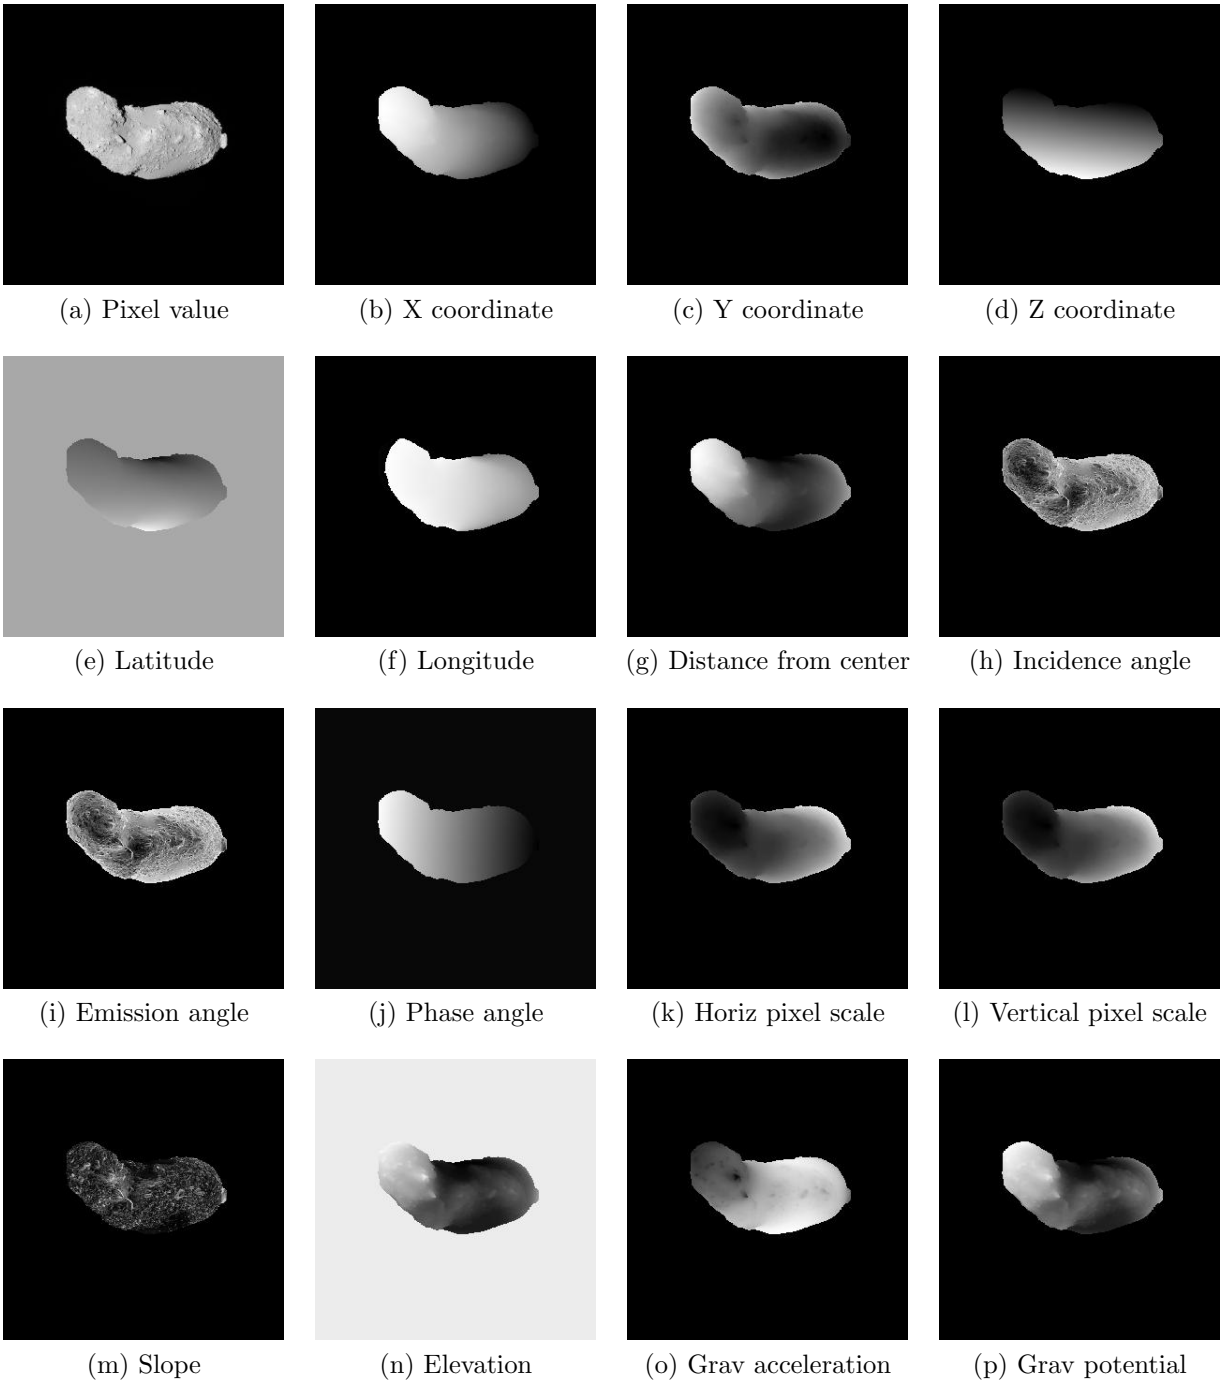 (a) Pixel value
(b) X coordinate
(c) Y coordinate
(d) Z coordinate
(e) Latitude
(f) Longitude
(g) Distance from center
(h) Incidence angle
(i) Emission angle
(j) Phase angle
(k) Horiz pixel scale
(l) Vertical pixel scale
(m) Slope
(n) Elevation
(o) Grav acceleration
(p) Grav potential